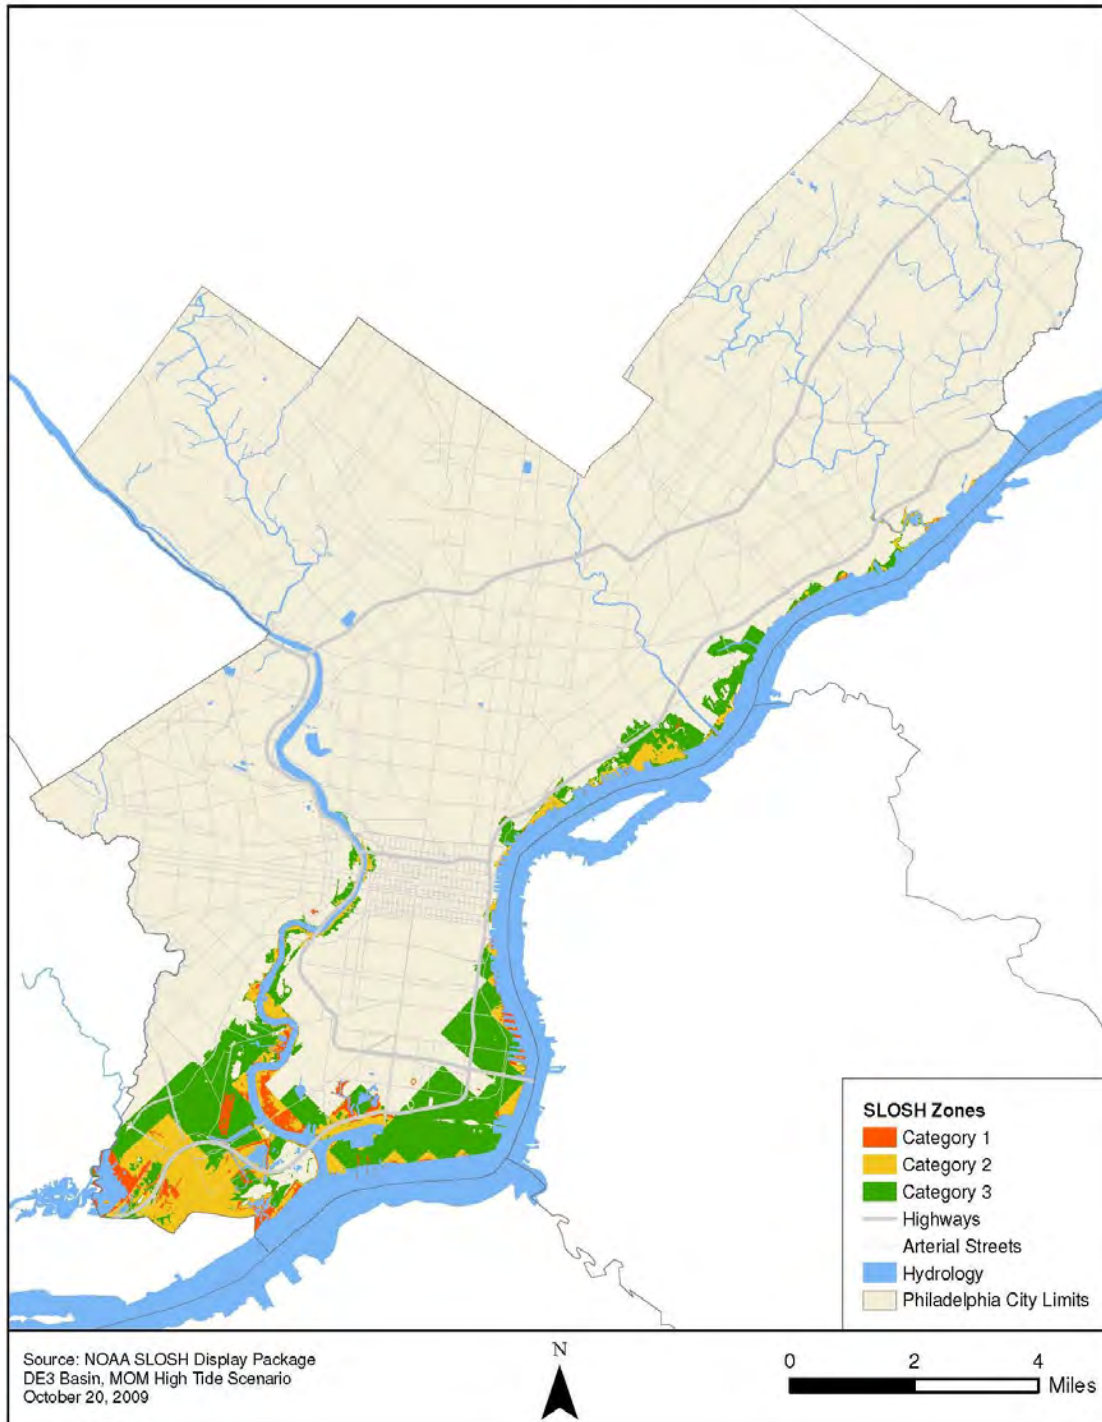 SLOSH Zones
Category 1
Category 2
Category 3
Highways
Arterial Streets
Hydrology
Philadelphia City Limits
Source: NOAA SLOSH Display Package
DE3 Basin, MOM High Tide Scenario
October 20, 2009
N
0 2 4
Miles